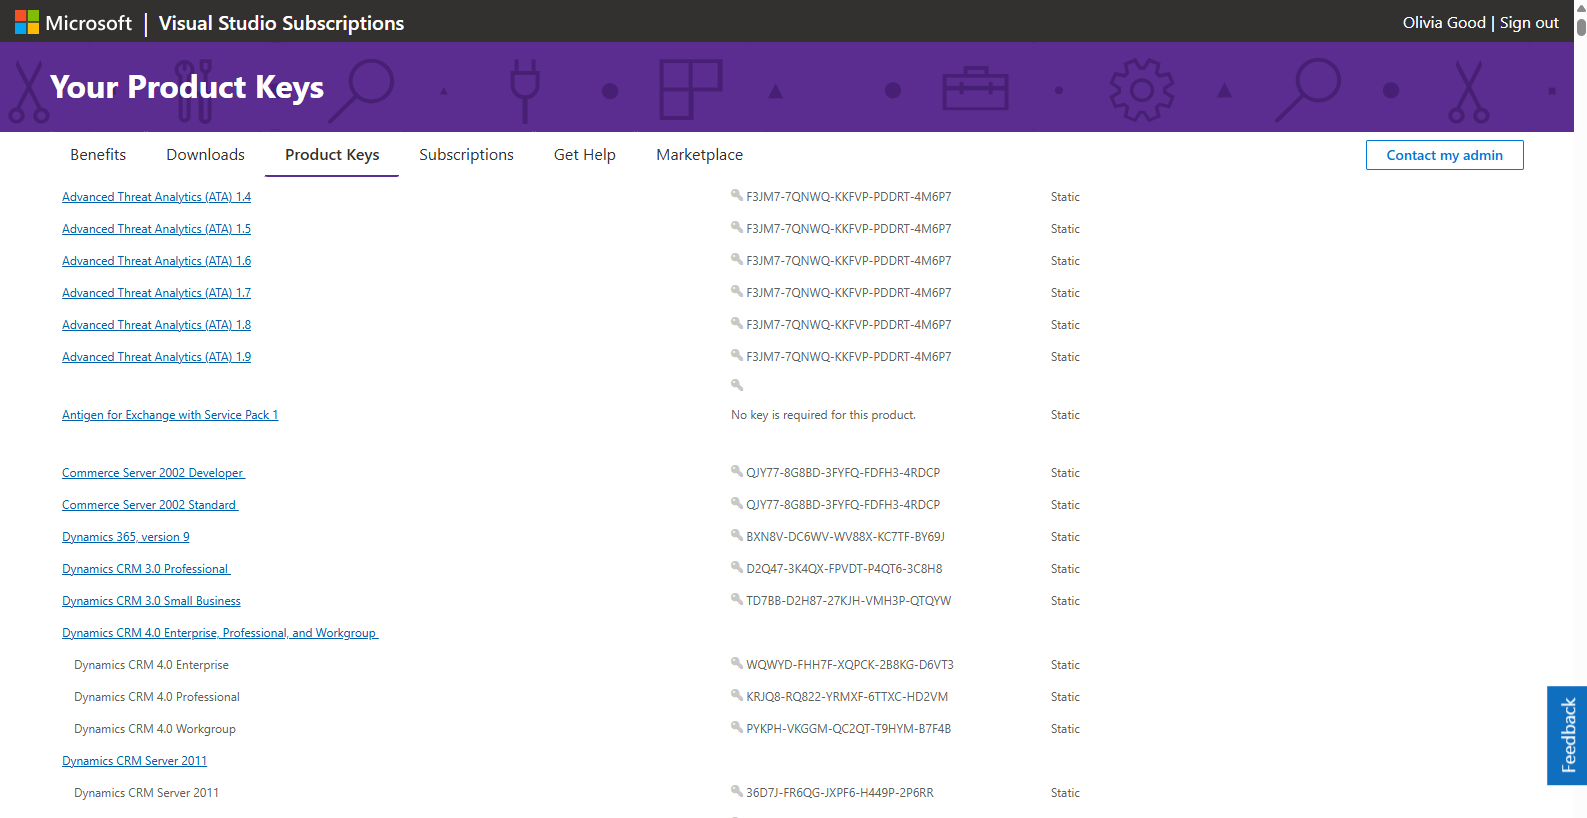 Microsoft | Visual Studio Subscriptions Olivia Good | Sign out
Your Product Keys
Benefits Downloads Product Keys Subscriptions Get Help Marketplace Contact my admin
Advanced Threat Analytics (ATA) 1.4 F3JM7-7QNWQ-KKFVP-PDDRT-4M6P7 Static
Advanced Threat Analytics (ATA) 1.5 F3JM7-7QNWQ-KKFVP-PDDRT-4M6P7 Static
Advanced Threat Analytics (ATA) 1.6 F3JM7-7QNWQ-KKFVP-PDDRT-4M6P7 Static
Advanced Threat Analytics (ATA) 1.7 F3JM7-7QNWQ-KKFVP-PDDRT-4M6P7 Static
Advanced Threat Analytics (ATA) 1.8 F3JM7-7QNWQ-KKFVP-PDDRT-4M6P7 Static
Advanced Threat Analytics (ATA) 1.9 F3JM7-7QNWQ-KKFVP-PDDRT-4M6P7 Static
Antigen for Exchange with Service Pack 1 No key is required for this product. Static
Commerce Server 2002 Developer QJY77-8G8BD-3FYFQ-FDFH3-4RDCP Static
Commerce Server 2002 Standard QJY77-8G8BD-3FYFQ-FDFH3-4RDCP Static
Dynamics 365, version 9 BXN8V-DC6WV-WV88X-KC7TF-BY69J Static
Dynamics CRM 3.0 Professional D2Q47-3K4QX-FPVDT-P4QT6-3C8H8 Static
Dynamics CRM 3.0 Small Business TD7BB-D2H87-27KJH-VMH3P-QTQYW Static
Dynamics CRM 4.0 Enterprise, Professional, and Workgroup
Dynamics CRM 4.0 Enterprise WQWYD-FHH7F-XQPCK-2B8KG-D6VT3 Static
Dynamics CRM 4.0 Professional KRJQ8-RQ822-YRMXF-6TTXC-HD2VM Static
Dynamics CRM 4.0 Workgroup PYKPH-VKGGM-QC2QT-T9HYM-B7F4B Static
Dynamics CRM Server 2011
Dynamics CRM Server 2011 36D7J-FR6QG-JXPF6-H449P-2P6RR Static
Feedback